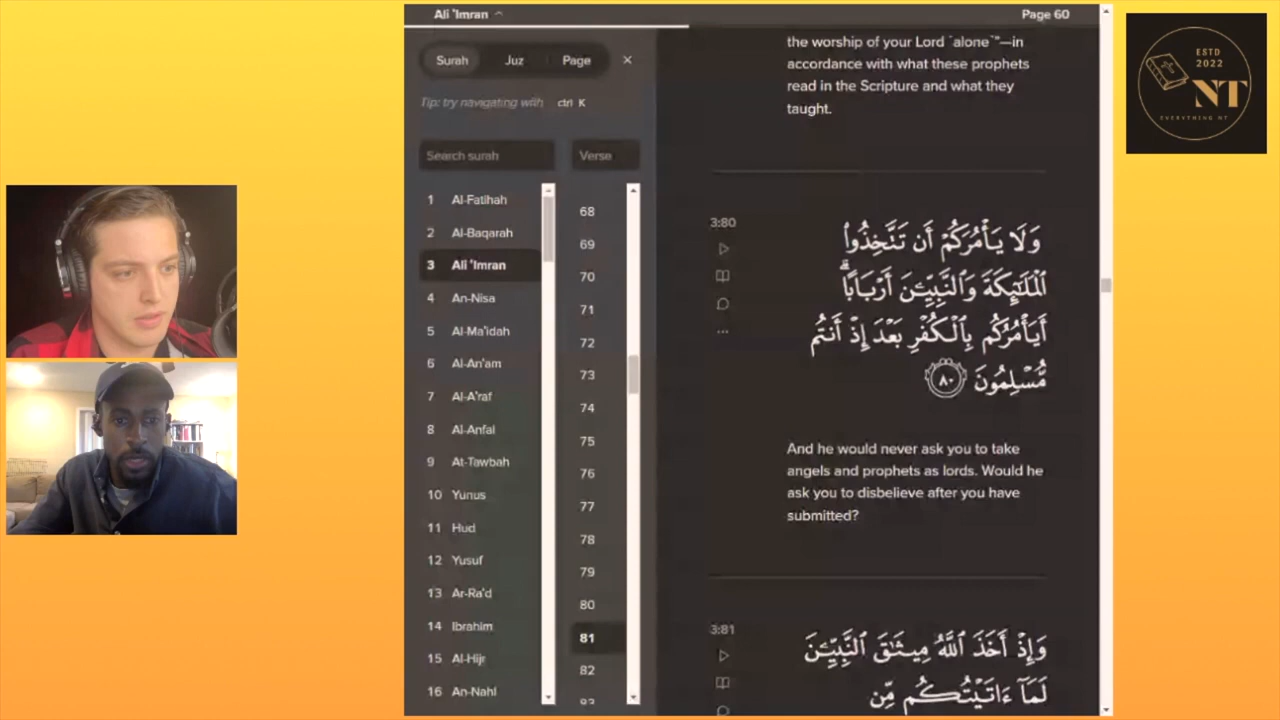 Ali 'Imran
Page 60
Surah
Juz
Page
Tip: try navigating with ctrl K
Search surah
Verse
1 Al-Fatihah
2 Al-Baqarah
3 Ali 'Imran
4 An-Nisa
5 Al-Ma'idah
6 Al-An'am
7 Al-A'raf
8 Al-Anfal
9 At-Tawbah
10 Yunus
11 Hud
12 Yusuf
13 Ar-Ra'd
14 Ibrahim
15 Al-Hijr
16 An-Nahl
68
69
70
71
72
73
74
75
76
77
78
79
80
81
82
the worship of your Lord ˹alone˺"—in
accordance with what these prophets
read in the Scripture and what they
taught.
3:80
وَلَا يَأْمُرَكُمْ أَن تَتَّخِذُوا۟
ٱلْمَلَـٰٓئِكَةَ وَٱلنَّبِيِّـۧنَ أَرْبَابًا ۗ
أَيَأْمُرُكُم بِٱلْكُفْرِ بَعْدَ إِذْ أَنتُم
مُّسْلِمُونَ ٨٠
And he would never ask you to take
angels and prophets as lords. Would he
ask you to disbelieve after you have
submitted?
3:81
وَإِذْ أَخَذَ ٱللَّهُ مِيثَـٰقَ ٱلنَّبِيِّـۧنَ
لَمَآ ءَاتَيْتُكُم مِّن
ESTD
2022
NT
EVERYTHING NT